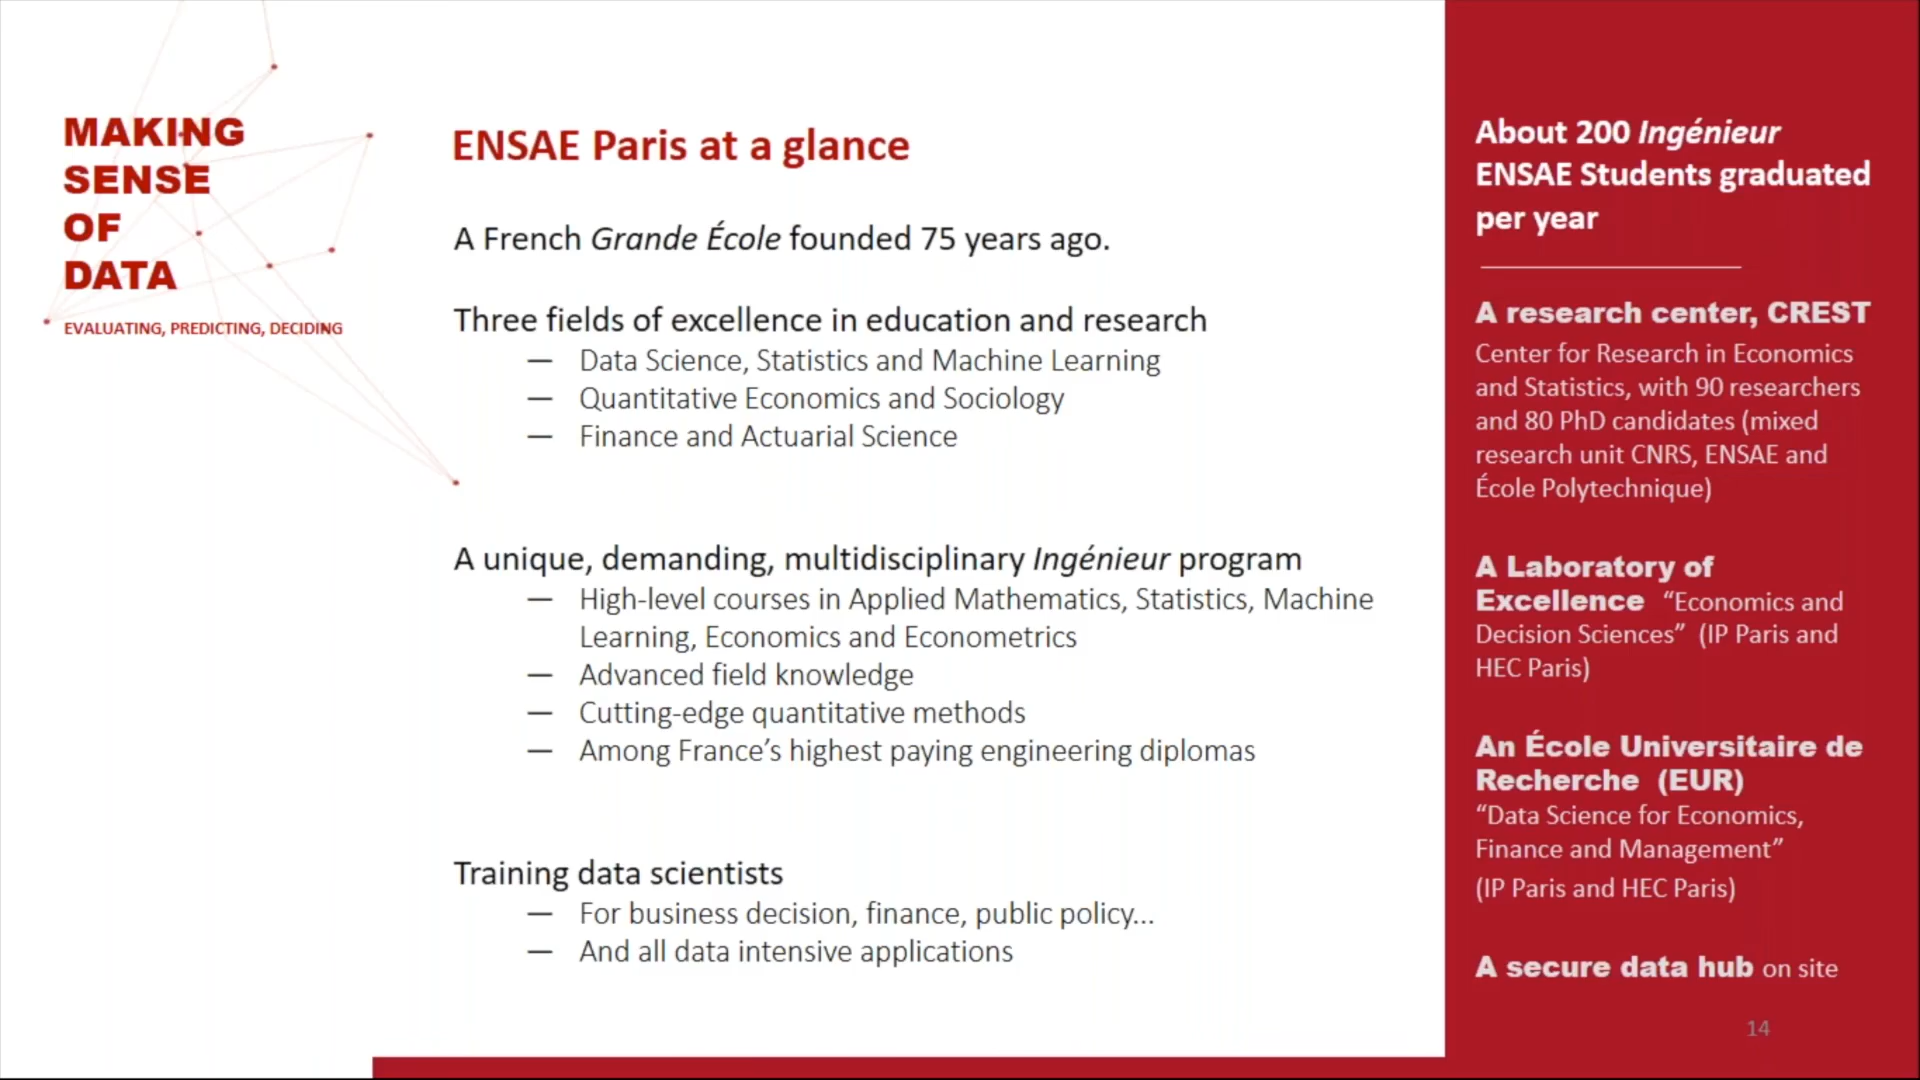 MAKING
SENSE
OF
DATA
EVALUATING, PREDICTING, DECIDING
ENSAE Paris at a glance
A French Grande École founded 75 years ago.
Three fields of excellence in education and research
— Data Science, Statistics and Machine Learning
— Quantitative Economics and Sociology
— Finance and Actuarial Science
A unique, demanding, multidisciplinary Ingénieur program
— High-level courses in Applied Mathematics, Statistics, Machine
Learning, Economics and Econometrics
— Advanced field knowledge
— Cutting-edge quantitative methods
— Among France’s highest paying engineering diplomas
Training data scientists
— For business decision, finance, public policy...
— And all data intensive applications
About 200 Ingénieur
ENSAE Students graduated
per year
A research center, CREST
Center for Research in Economics
and Statistics, with 90 researchers
and 80 PhD candidates (mixed
research unit CNRS, ENSAE and
École Polytechnique)
A Laboratory of
Excellence “Economics and
Decision Sciences” (IP Paris and
HEC Paris)
An École Universitaire de
Recherche (EUR)
“Data Science for Economics,
Finance and Management”
(IP Paris and HEC Paris)
A secure data hub on site
14